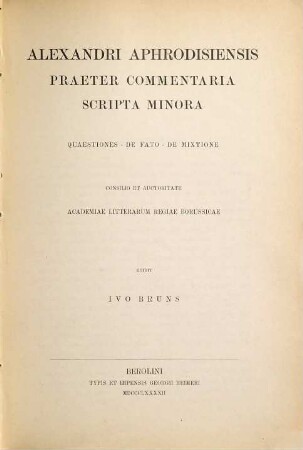 ALEXANDRI APHRODISIENSIS
PRAETER COMMENTARIA
SCRIPTA MINORA
QUAESTIONES · DE FATO · DE MIXTIONE
CONSILIO ET AUCTORITATE
ACADEMIAE LITTERARUM REGIAE BORUSSICAE
EDIDIT
IVO BRUNS
BEROLINI
TYPIS ET IMPENSIS GEORGII REIMERI
MDCCCLXXXXII